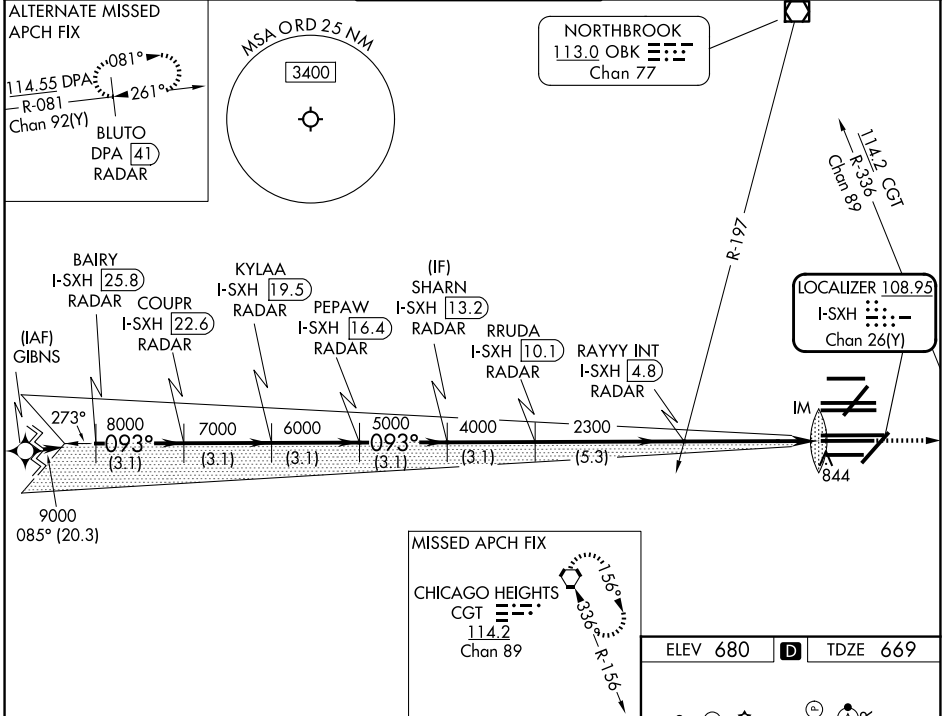 ALTERNATE MISSED
APCH FIX
081°
114.55 DPA
261°
R-081
Chan 92(Y)
BLUTO
DPA 41
RADAR
MSA ORD 25 NM
3400
NORTHBROOK
113.0 OBK
Chan 77
114.2 CGT
R-336
Chan 89
R-197
LOCALIZER 108.95
I-SXH
Chan 26(Y)
BAIRY
I-SXH 25.8
RADAR
COUPR
I-SXH 22.6
RADAR
KYLAA
I-SXH 19.5
RADAR
PEPAW
I-SXH 16.4
RADAR
(IF)
SHARN
I-SXH 13.2
RADAR
RRUDA
I-SXH 10.1
RADAR
RAYYY INT
I-SXH 4.8
RADAR
(IAF)
GIBNS
IM
273°
8000
7000
6000
5000
4000
2300
093°
093°
(3.1)
(3.1)
(3.1)
(3.1)
(3.1)
(5.3)
844
9000
085° (20.3)
MISSED APCH FIX
CHICAGO HEIGHTS
CGT
114.2
Chan 89
156°
336°
R-156
ELEV 680
D
TDZE 669
P